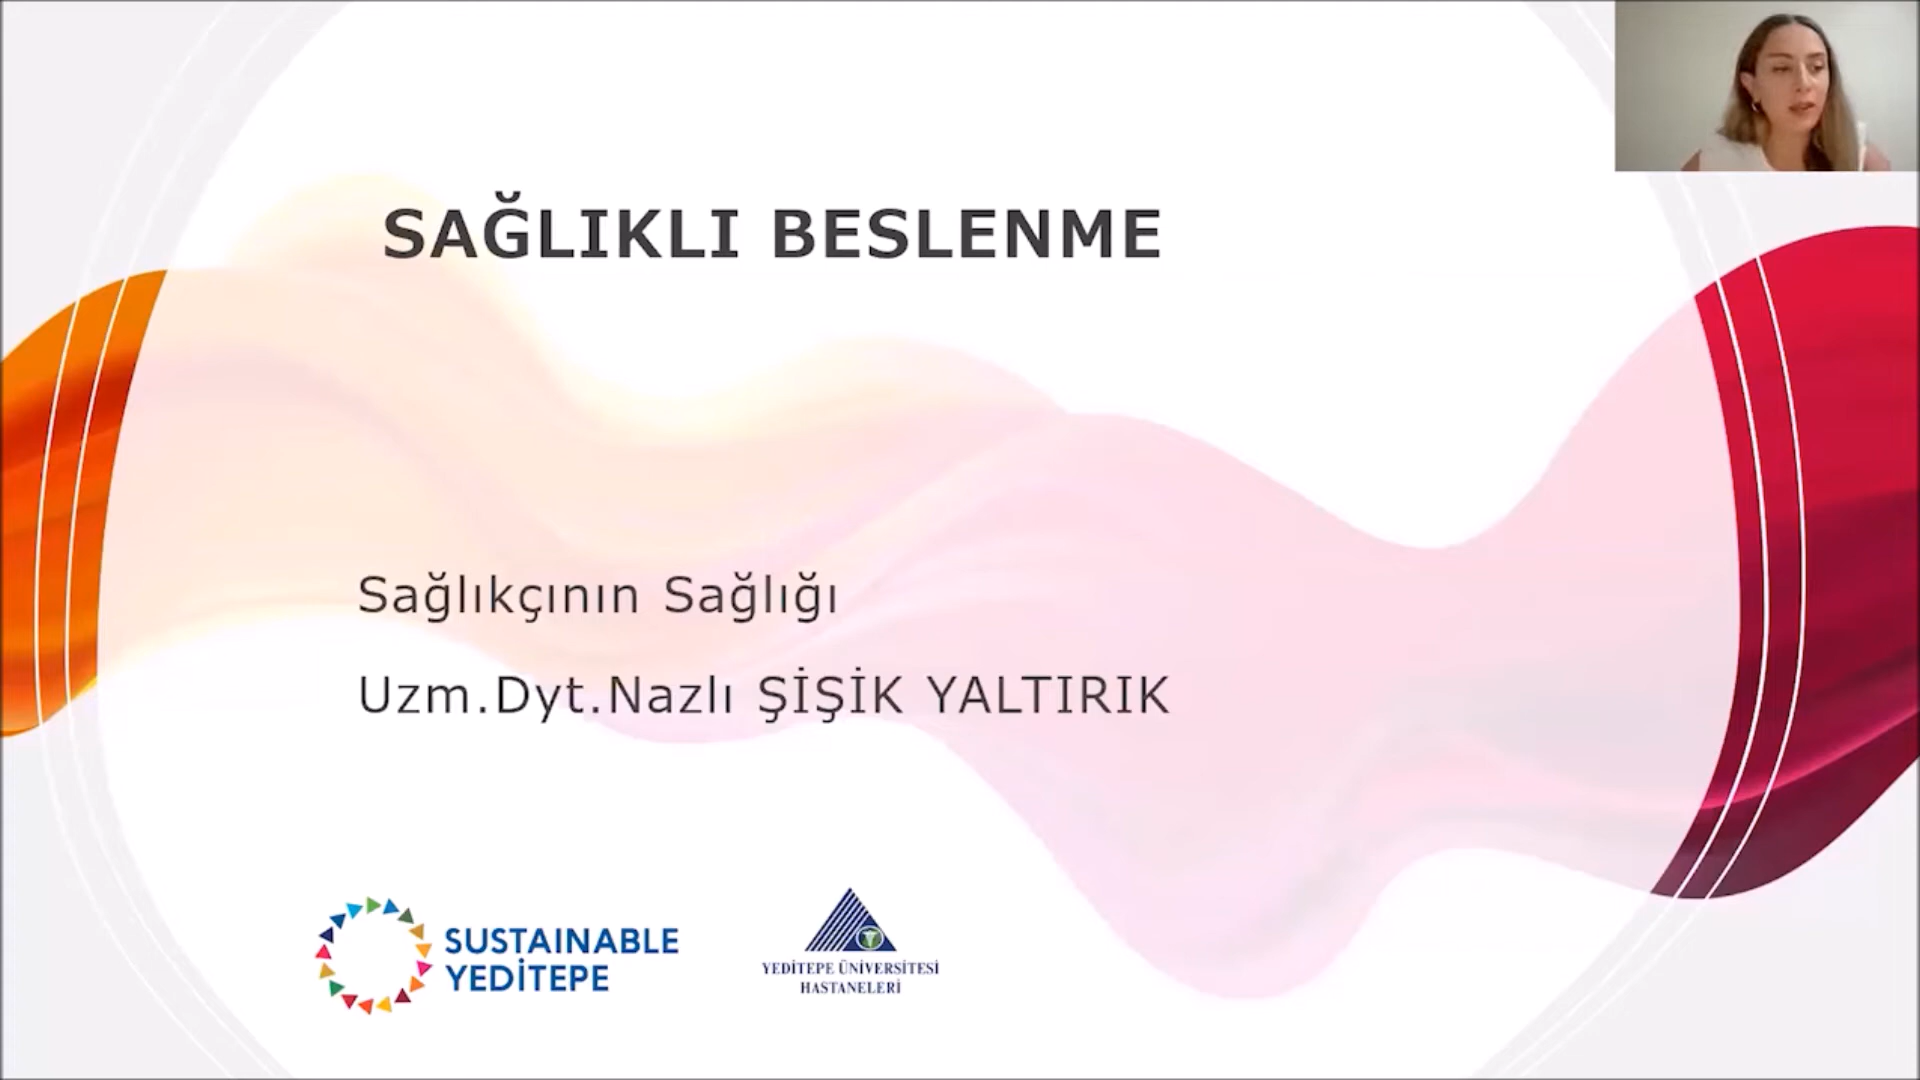 SAĞLIKLI BESLENME
Sağlıkçının Sağlığı
Uzm.Dyt.Nazlı ŞİŞİK YALTIRIK
SUSTAINABLE
YEDİTEPE
YEDİTEPE ÜNİVERSİTESİ
HASTANELERİ